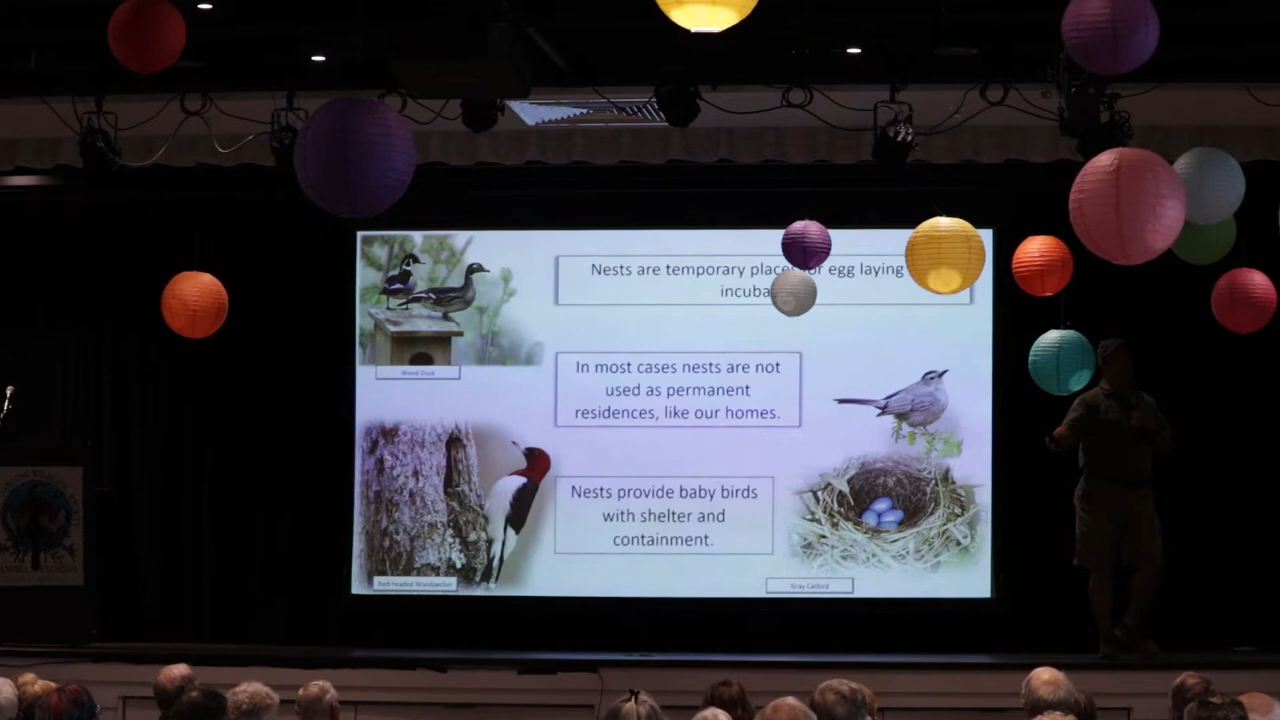 Nests are temporary places for egg laying
Wood Duck
In most cases nests are not
used as permanent
residences, like our homes.
Nests provide baby birds
with shelter and
containment.
Red-headed Woodpecker
Gray Catbird